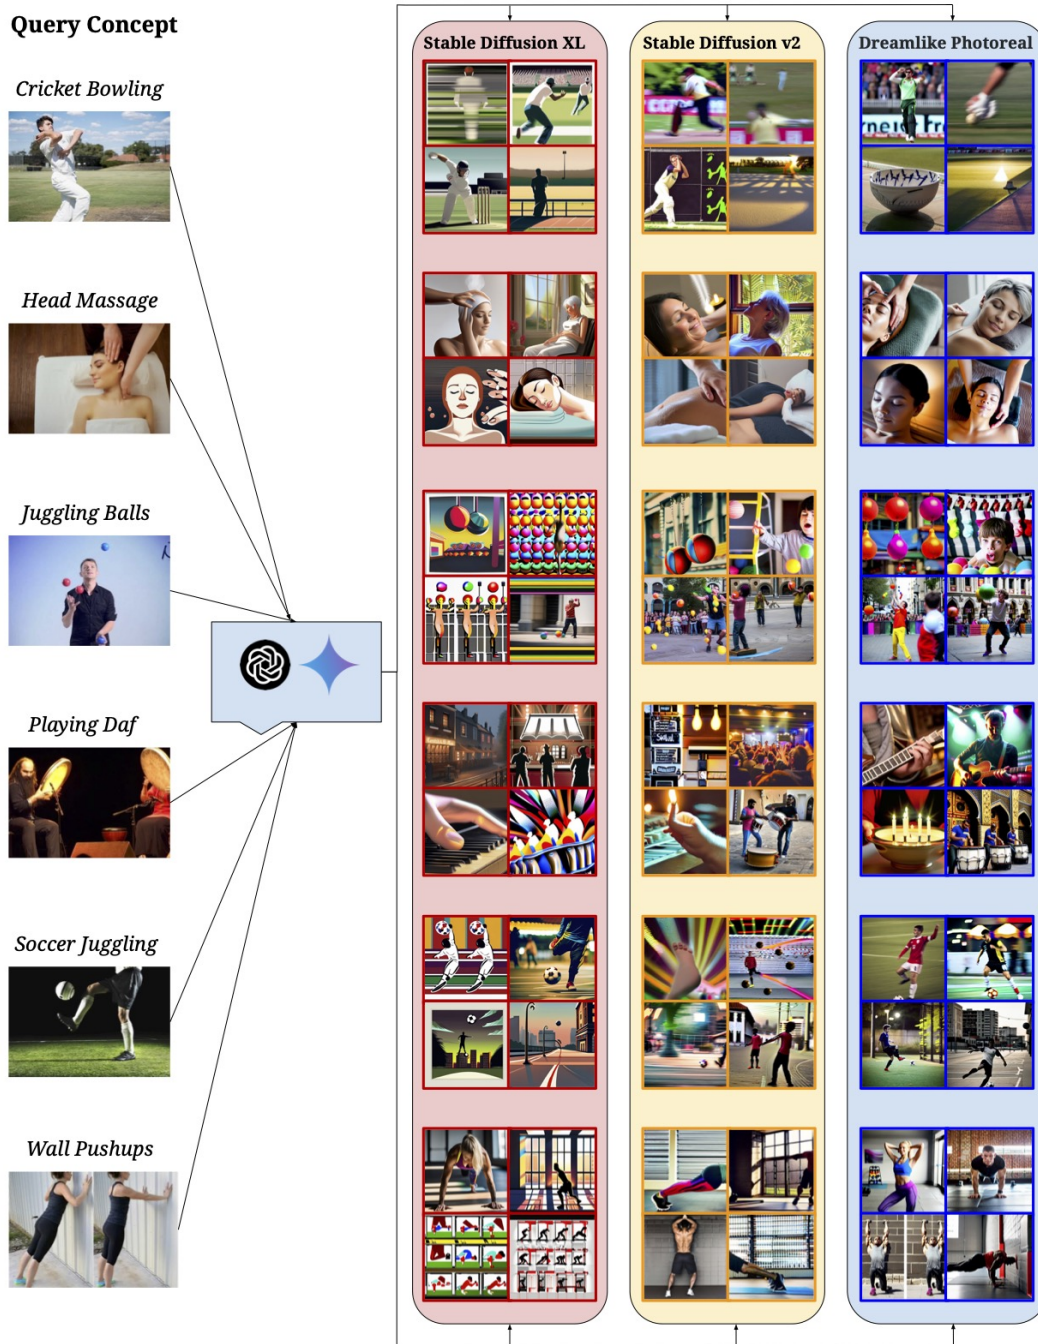 Query Concept
Cricket Bowling
Head Massage
Juggling Balls
Playing Daf
Soccer Juggling
Wall Pushups
Stable Diffusion XL
Stable Diffusion v2
Dreamlike Photoreal